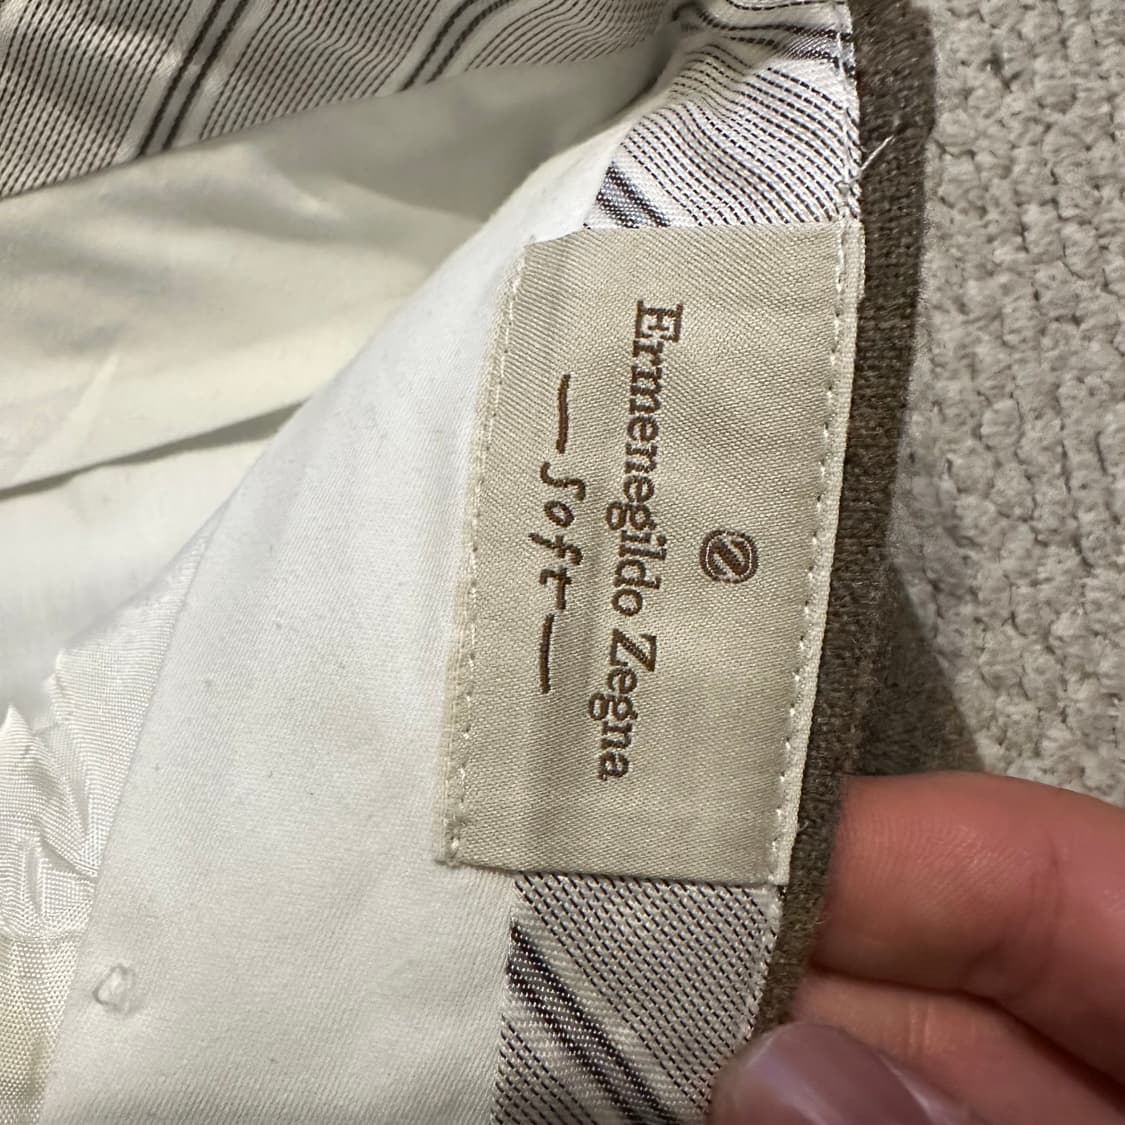 Z
Ermenegildo Zegna
— Soft —